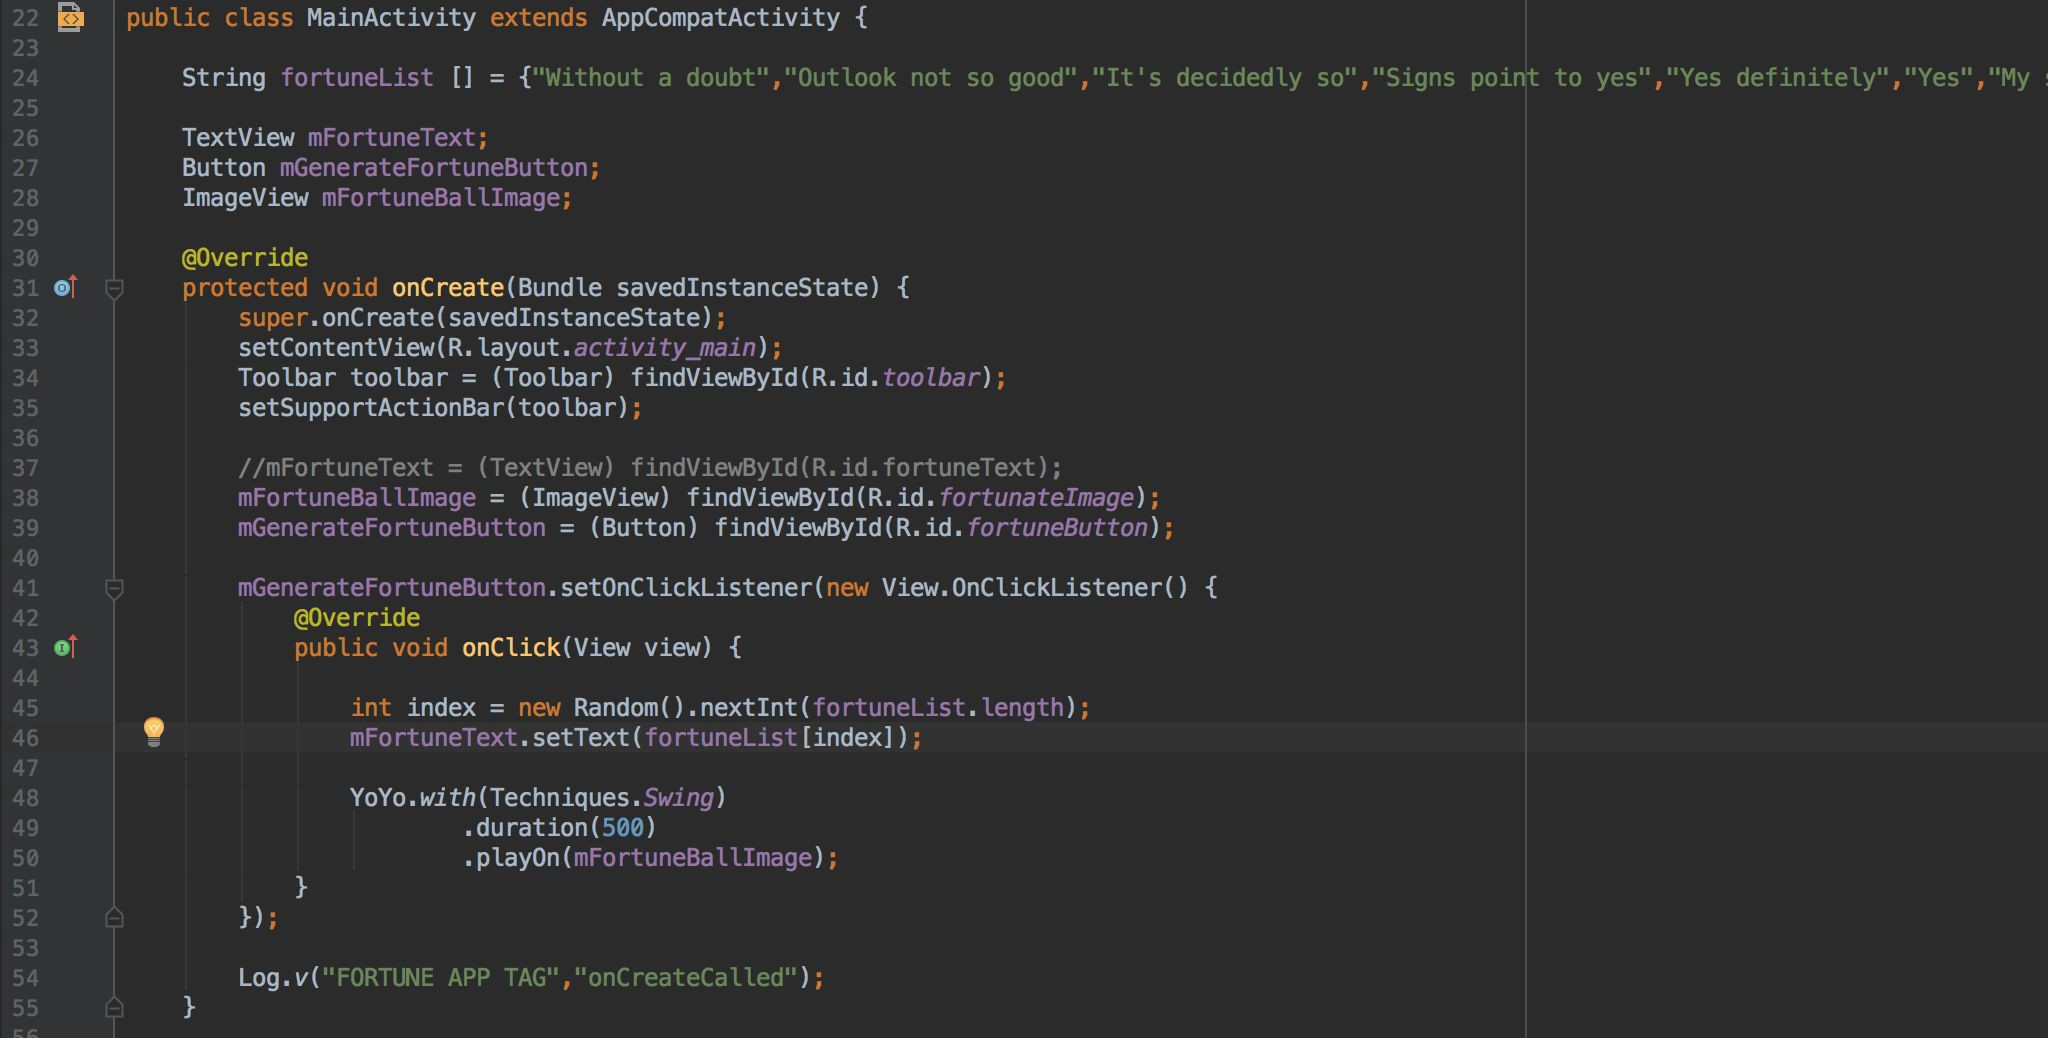 22 public class MainActivity extends AppCompatActivity {
23
24 String fortuneList [] = {"Without a doubt","Outlook not so good","It's decidedly so","Signs point to yes","Yes definitely","Yes","My
25
26 TextView mFortuneText;
27 Button mGenerateFortuneButton;
28 ImageView mFortuneBallImage;
29
30 @Override
31 protected void onCreate(Bundle savedInstanceState) {
32 super.onCreate(savedInstanceState);
33 setContentView(R.layout.activity_main);
34 Toolbar toolbar = (Toolbar) findViewById(R.id.toolbar);
35 setSupportActionBar(toolbar);
36
37 //mFortuneText = (TextView) findViewById(R.id.fortuneText);
38 mFortuneBallImage = (ImageView) findViewById(R.id.fortunateImage);
39 mGenerateFortuneButton = (Button) findViewById(R.id.fortuneButton);
40
41 mGenerateFortuneButton.setOnClickListener(new View.OnClickListener() {
42 @Override
43 public void onClick(View view) {
44
45 int index = new Random().nextInt(fortuneList.length);
46 mFortuneText.setText(fortuneList[index]);
47
48 YoYo.with(Techniques.Swing)
49 .duration(500)
50 .playOn(mFortuneBallImage);
51 }
52 });
53
54 Log.v("FORTUNE APP TAG","onCreateCalled");
55 }
56